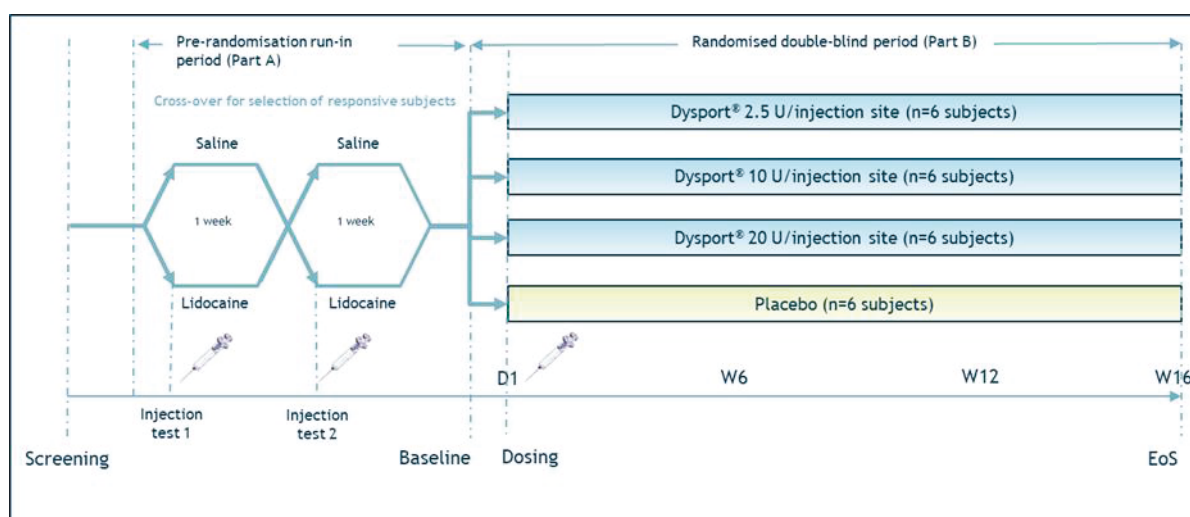 Pre-randomisation run-in
period (Part A)
Randomised double-blind period (Part B)
Cross-over for selection of responsive subjects
Saline
Saline
1 week
1 week
Lidocaine
Lidocaine
Dysport® 2.5 U/injection site (n=6 subjects)
Dysport® 10 U/injection site (n=6 subjects)
Dysport® 20 U/injection site (n=6 subjects)
Placebo (n=6 subjects)
D1
W6
W12
W16
Injection
test 1
Injection
test 2
Screening
Baseline
Dosing
EoS